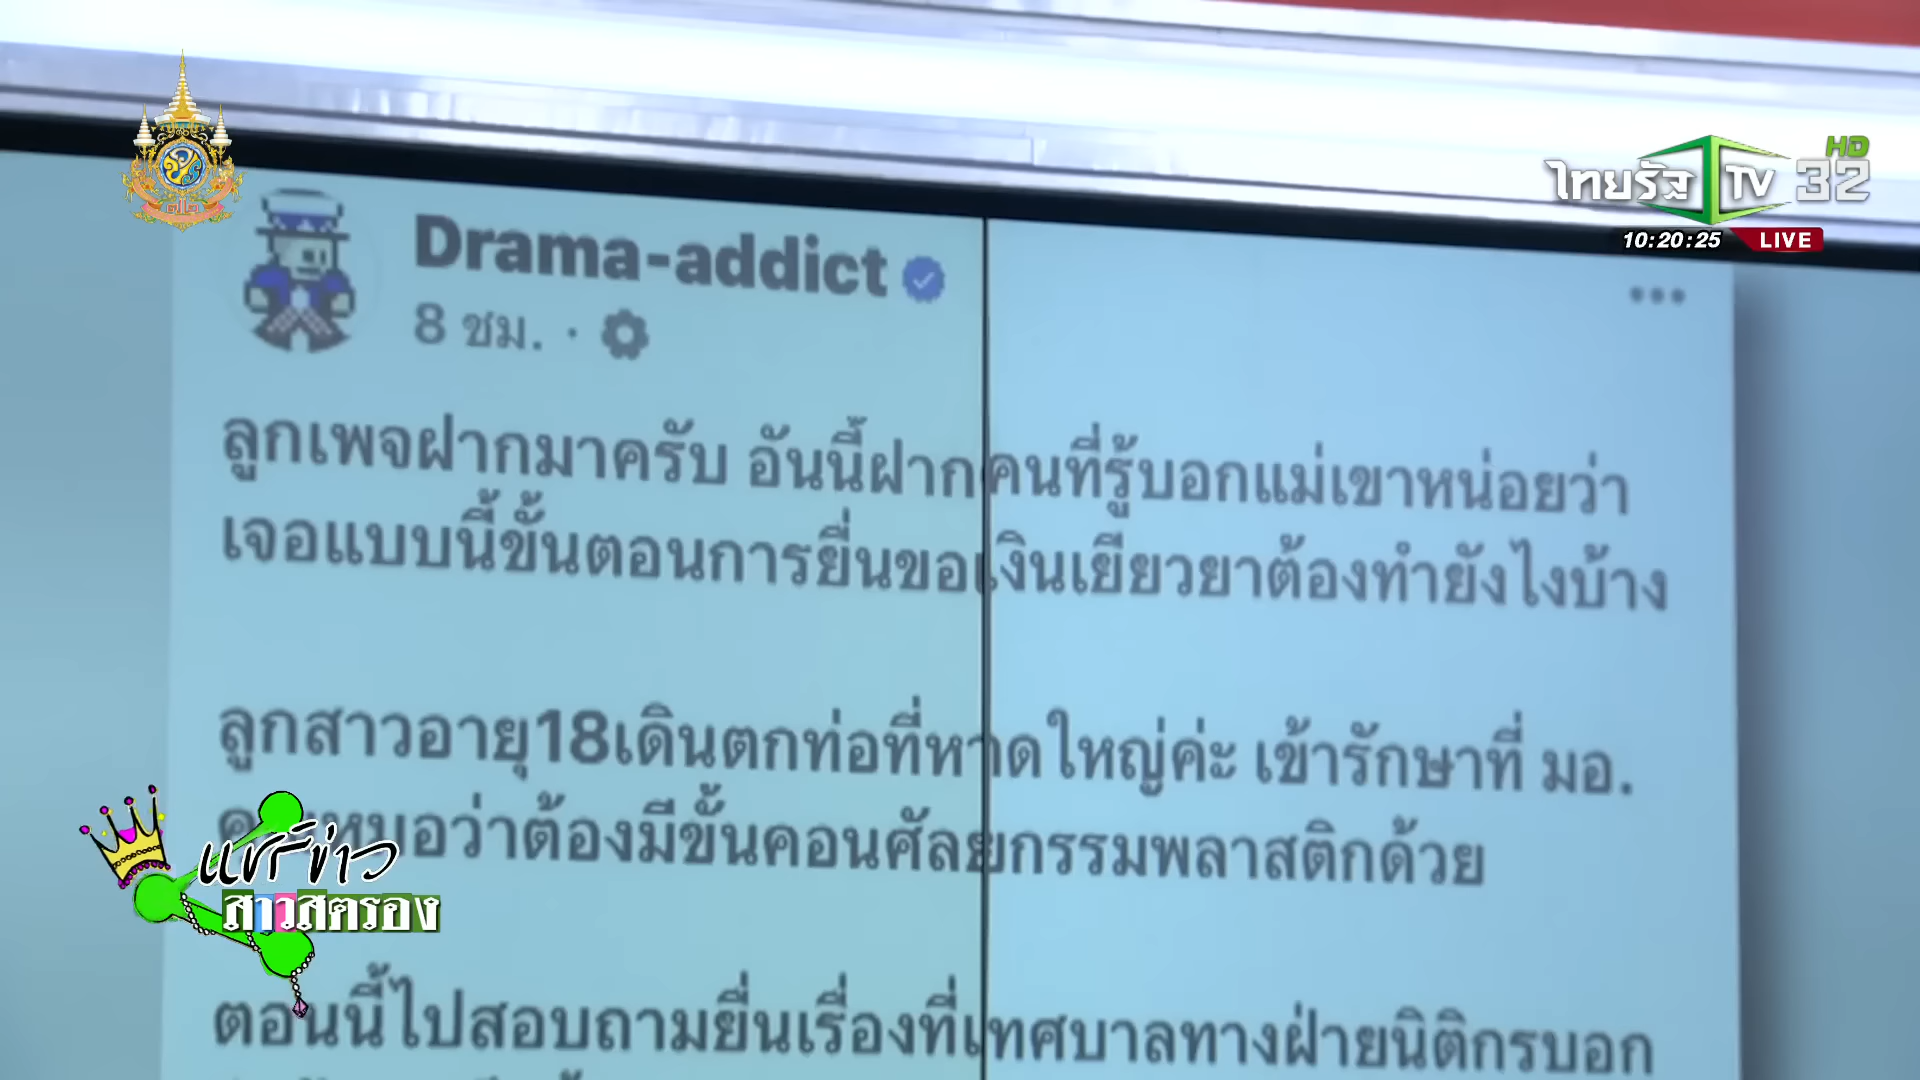 HD
ไทยรัฐ TV 32
10:20:25 LIVE
Drama-addict
8 ชม. ·
ลูกเพจฝากมาครับ อันนี้ฝากคนที่รู้บอกแม่เขาหน่อยว่า
เจอแบบนี้ขั้นตอนการยื่นขอเงินเยียวยาต้องทำยังไงบ้าง
ลูกสาวอายุ18เดินตกท่อที่หาดใหญ่ค่ะ เข้ารักษาที่ มอ.
หมอว่าต้องมีขั้นคอนศัลยกรรมพลาสติกด้วย
แชร์ข่าว
สาวสตรอง
ตอนนี้ไปสอบถามยื่นเรื่องที่เทศบาลทางฝ่ายนิติกรบอก